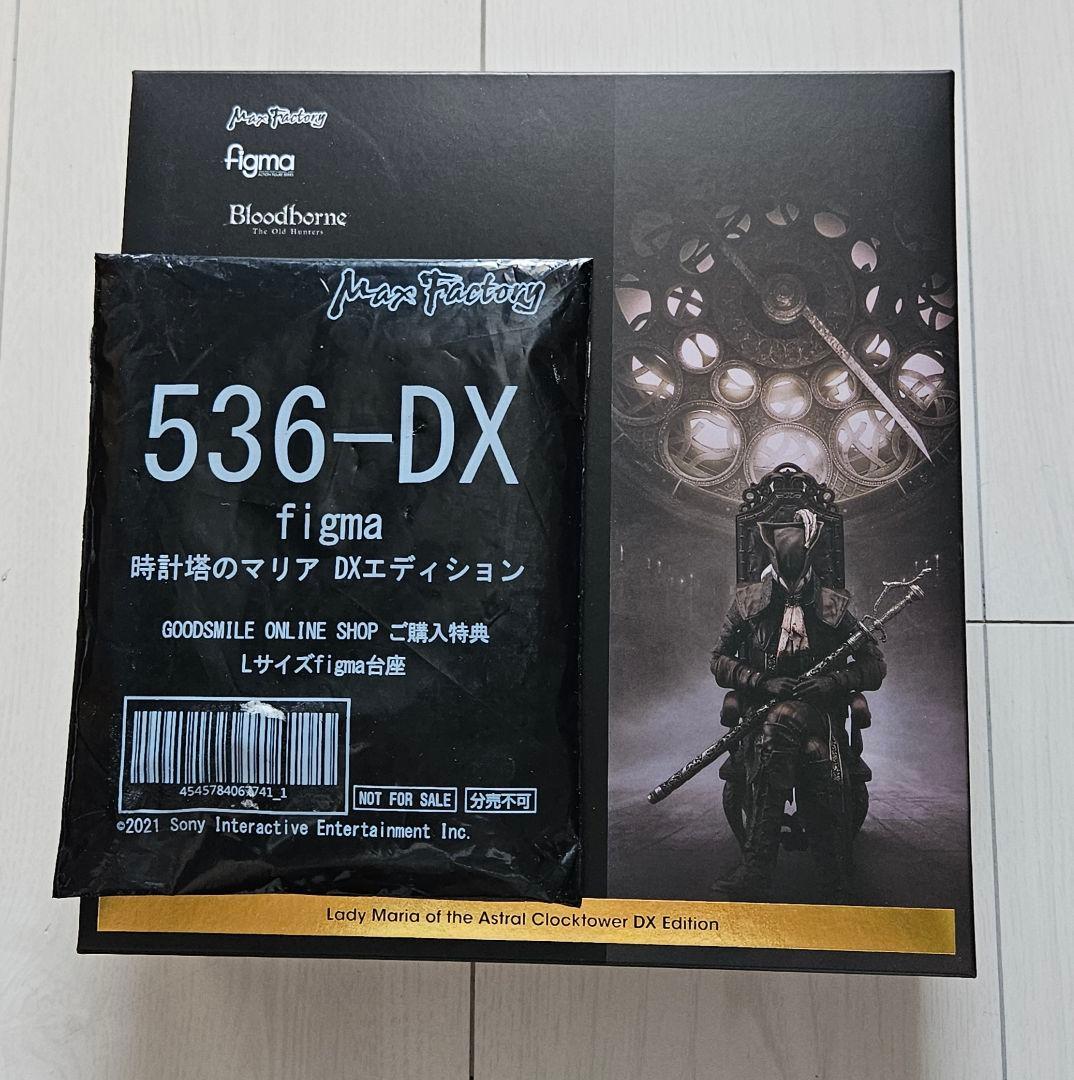 Max Factory
figma
Bloodborne
The Old Hunters
Max Factory
536-DX
figma
時計塔のマリア DXエディション
GOODSMILE ONLINE SHOP ご購入特典
Lサイズfigma台座
NOT FOR SALE 分売不可
©2021 Sony Interactive Entertainment Inc.
Lady Maria of the Astral Clocktower DX Edition